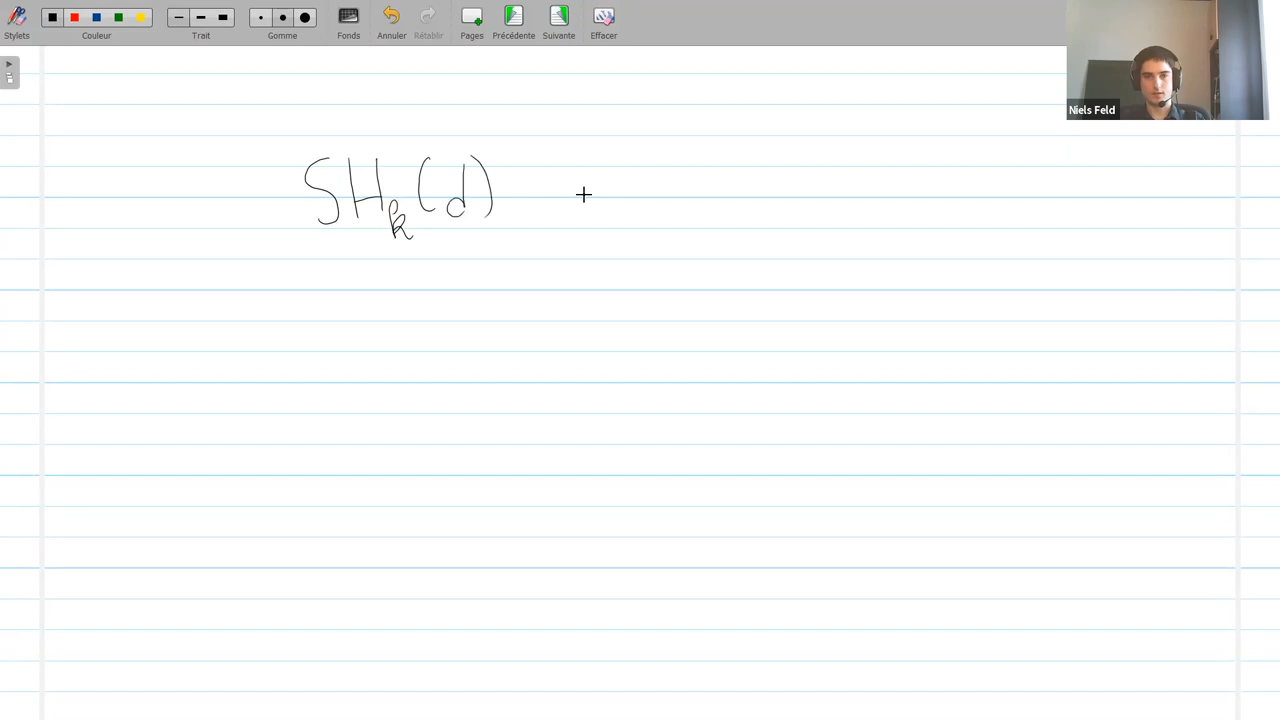 Stylets Couleur Trait Gomme Fonds Annuler Rétablir Pages Précédente Suivante Effacer
Niels Feld
SH_k(d)